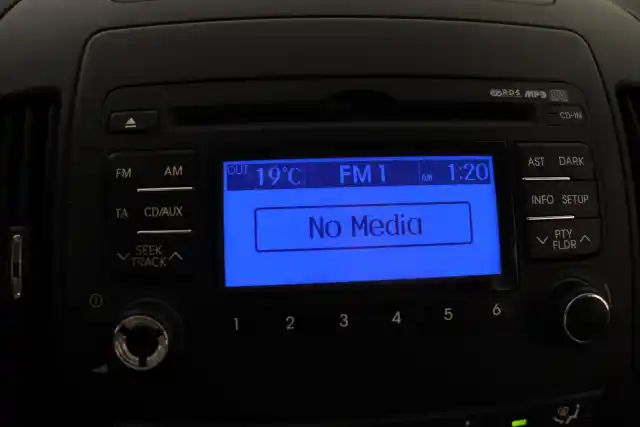 R·D·S MP3
CD-IN
FM AM
TA CD/AUX
SEEK
TRACK
OUT 19°C FM 1 AM 1:20
No Media
AST DARK
INFO SETUP
PTY
FLDR
1 2 3 4 5 6